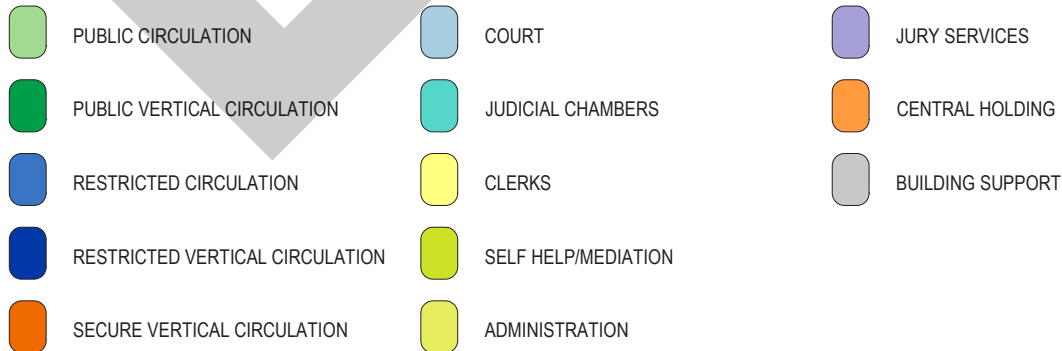 PUBLIC CIRCULATION
PUBLIC VERTICAL CIRCULATION
RESTRICTED CIRCULATION
RESTRICTED VERTICAL CIRCULATION
SECURE VERTICAL CIRCULATION
COURT
JUDICIAL CHAMBERS
CLERKS
SELF HELP/MEDIATION
ADMINISTRATION
JURY SERVICES
CENTRAL HOLDING
BUILDING SUPPORT